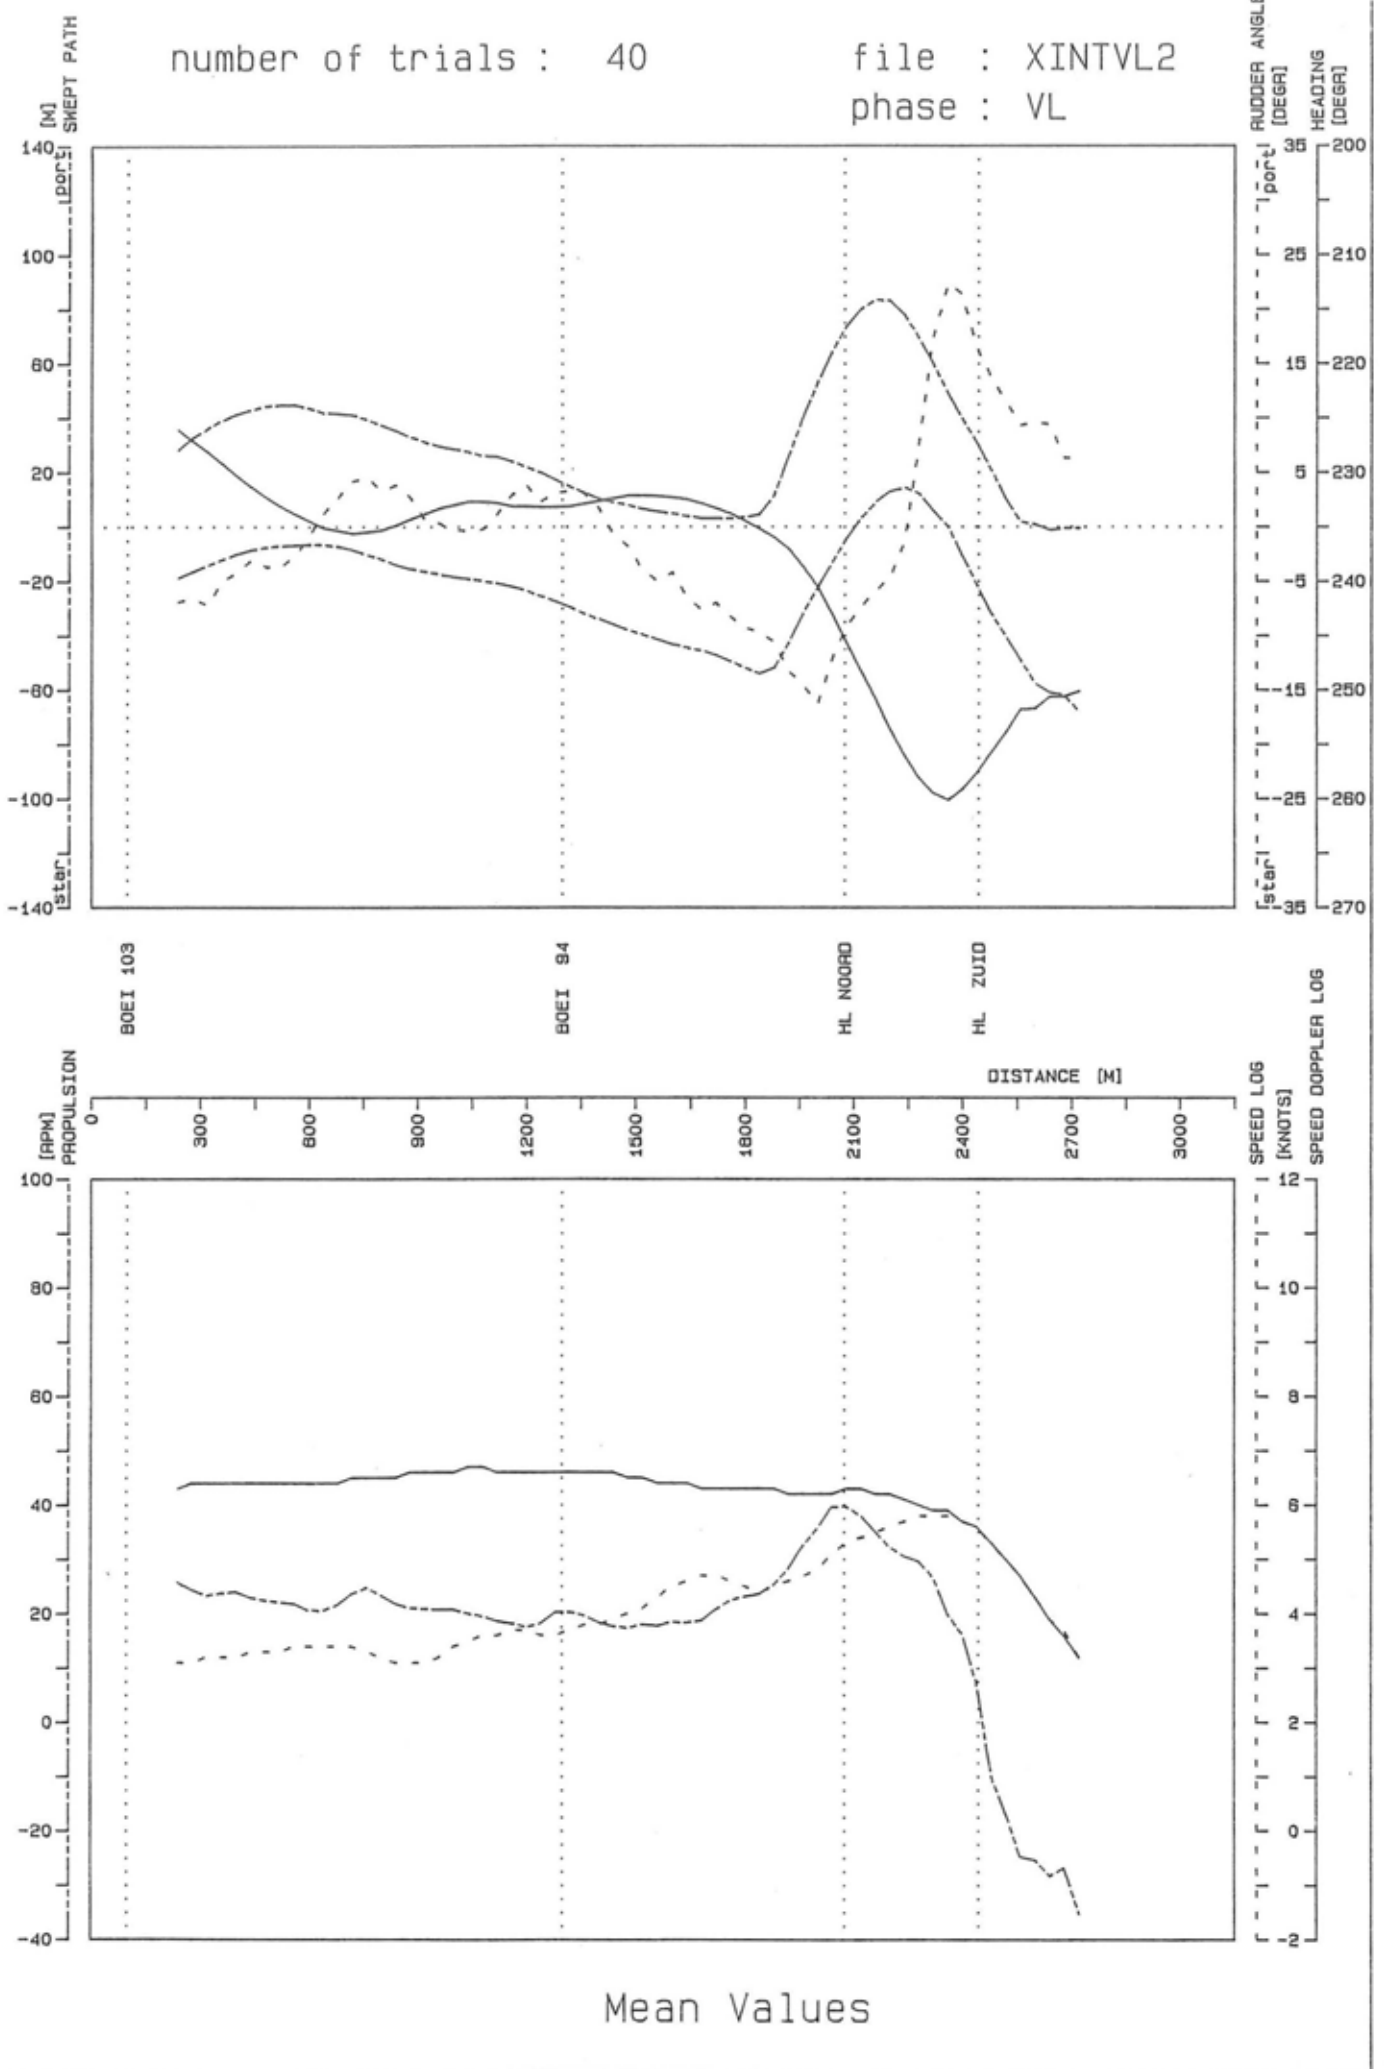 number of trials : 40
file : XINTVL2
phase : VL
[M]
SWEPT PATH
RUDDER ANGLE
[DEGR]
HEADING
[DEGR]
140
port
100
60
20
-20
-60
-100
star
-140
port
35
25
15
5
-5
-15
-25
star
-35
200
210
220
230
240
250
260
270
BOEI 103
BOEI 94
HL NOORD
HL ZUID
DISTANCE [M]
0
300
600
900
1200
1500
1800
2100
2400
2700
3000
[RPM]
PROPULSION
SPEED LOG
[KNOTS]
SPEED DOPPLER LOG
100
80
60
40
20
0
-20
-40
12
10
8
6
4
2
0
-2
Mean Values